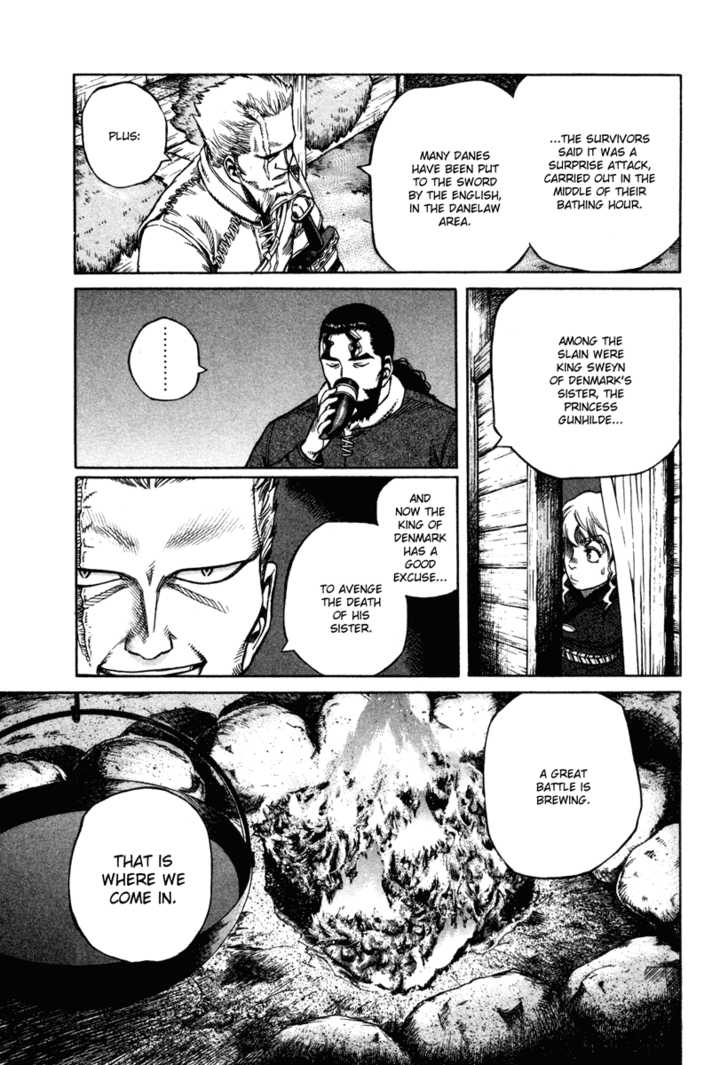 ...THE SURVIVORS
SAID IT WAS A
SURPRISE ATTACK,
CARRIED OUT IN THE
MIDDLE OF THEIR
BATHING HOUR.
MANY DANES
HAVE BEEN PUT
TO THE SWORD
BY THE ENGLISH,
IN THE DANELAW
AREA.
PLUS:
AMONG THE
SLAIN WERE
KING SWEYN
OF DENMARK'S
SISTER, THE
PRINCESS
GUNHILDE...
........
AND
NOW THE
KING OF
DENMARK
HAS A
GOOD
EXCUSE...
TO AVENGE
THE DEATH
OF HIS
SISTER.
A GREAT
BATTLE IS
BREWING.
THAT IS
WHERE WE
COME IN.